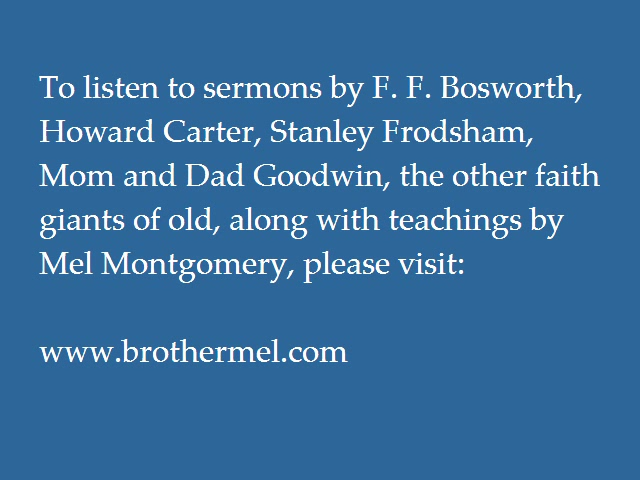 To listen to sermons by F. F. Bosworth,
Howard Carter, Stanley Frodsham,
Mom and Dad Goodwin, the other faith
giants of old, along with teachings by
Mel Montgomery, please visit:
www.brothermel.com